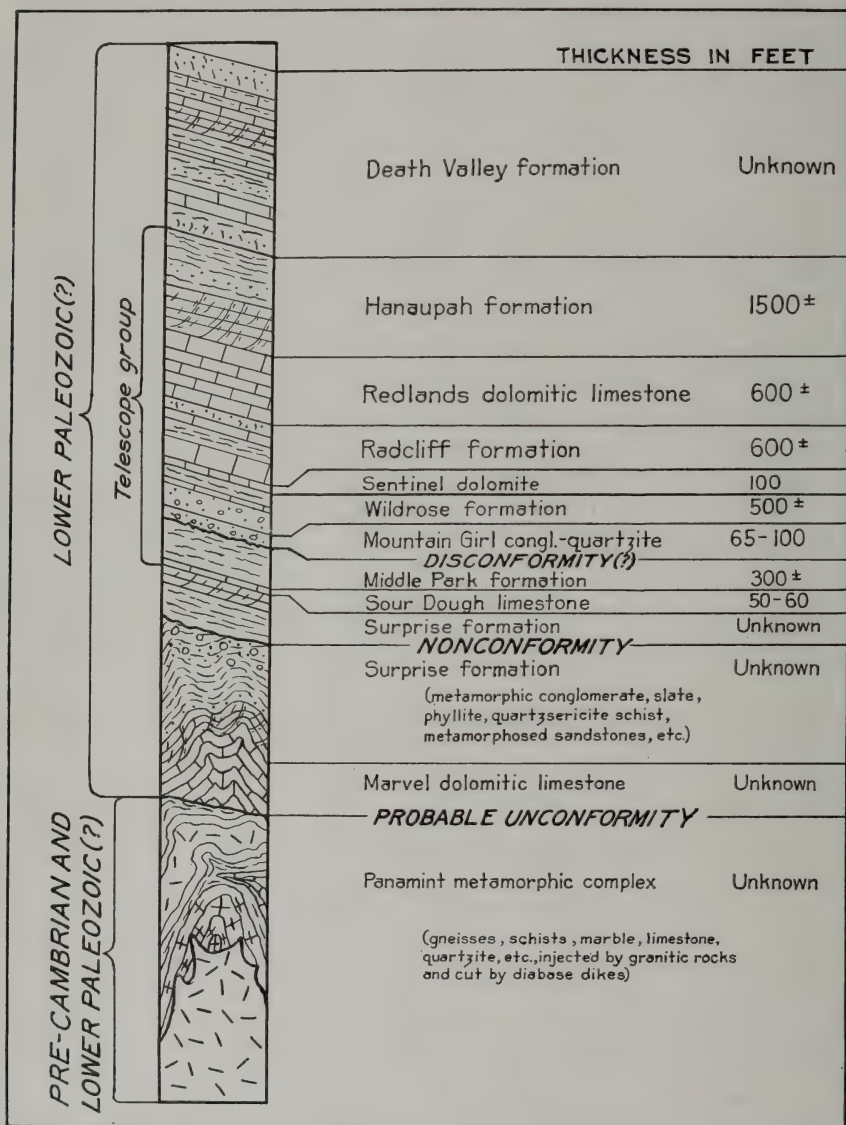 THICKNESS IN FEET
Death Valley formation Unknown
Hanaupah formation 1500±
Redlands dolomitic limestone 600±
Radcliff formation 600±
Sentinel dolomite 100
Wildrose formation 500±
Mountain Girl congl.-quartzite 65-100
DISCONFORMITY(?)
Middle Park formation 300±
Sour Dough limestone 50-60
Surprise formation Unknown
NONCONFORMITY
Surprise formation Unknown
(metamorphic conglomerate, slate,
phyllite, quartzsericite schist,
metamorphosed sandstones, etc.)
Marvel dolomitic limestone Unknown
PROBABLE UNCONFORMITY
Panamint metamorphic complex Unknown
(gneisses, schists, marble, limestone,
quartzite, etc., injected by granitic rocks
and cut by diabase dikes)
LOWER PALEOZOIC(?)
Telescope group
PRE-CAMBRIAN AND
LOWER PALEOZOIC(?)